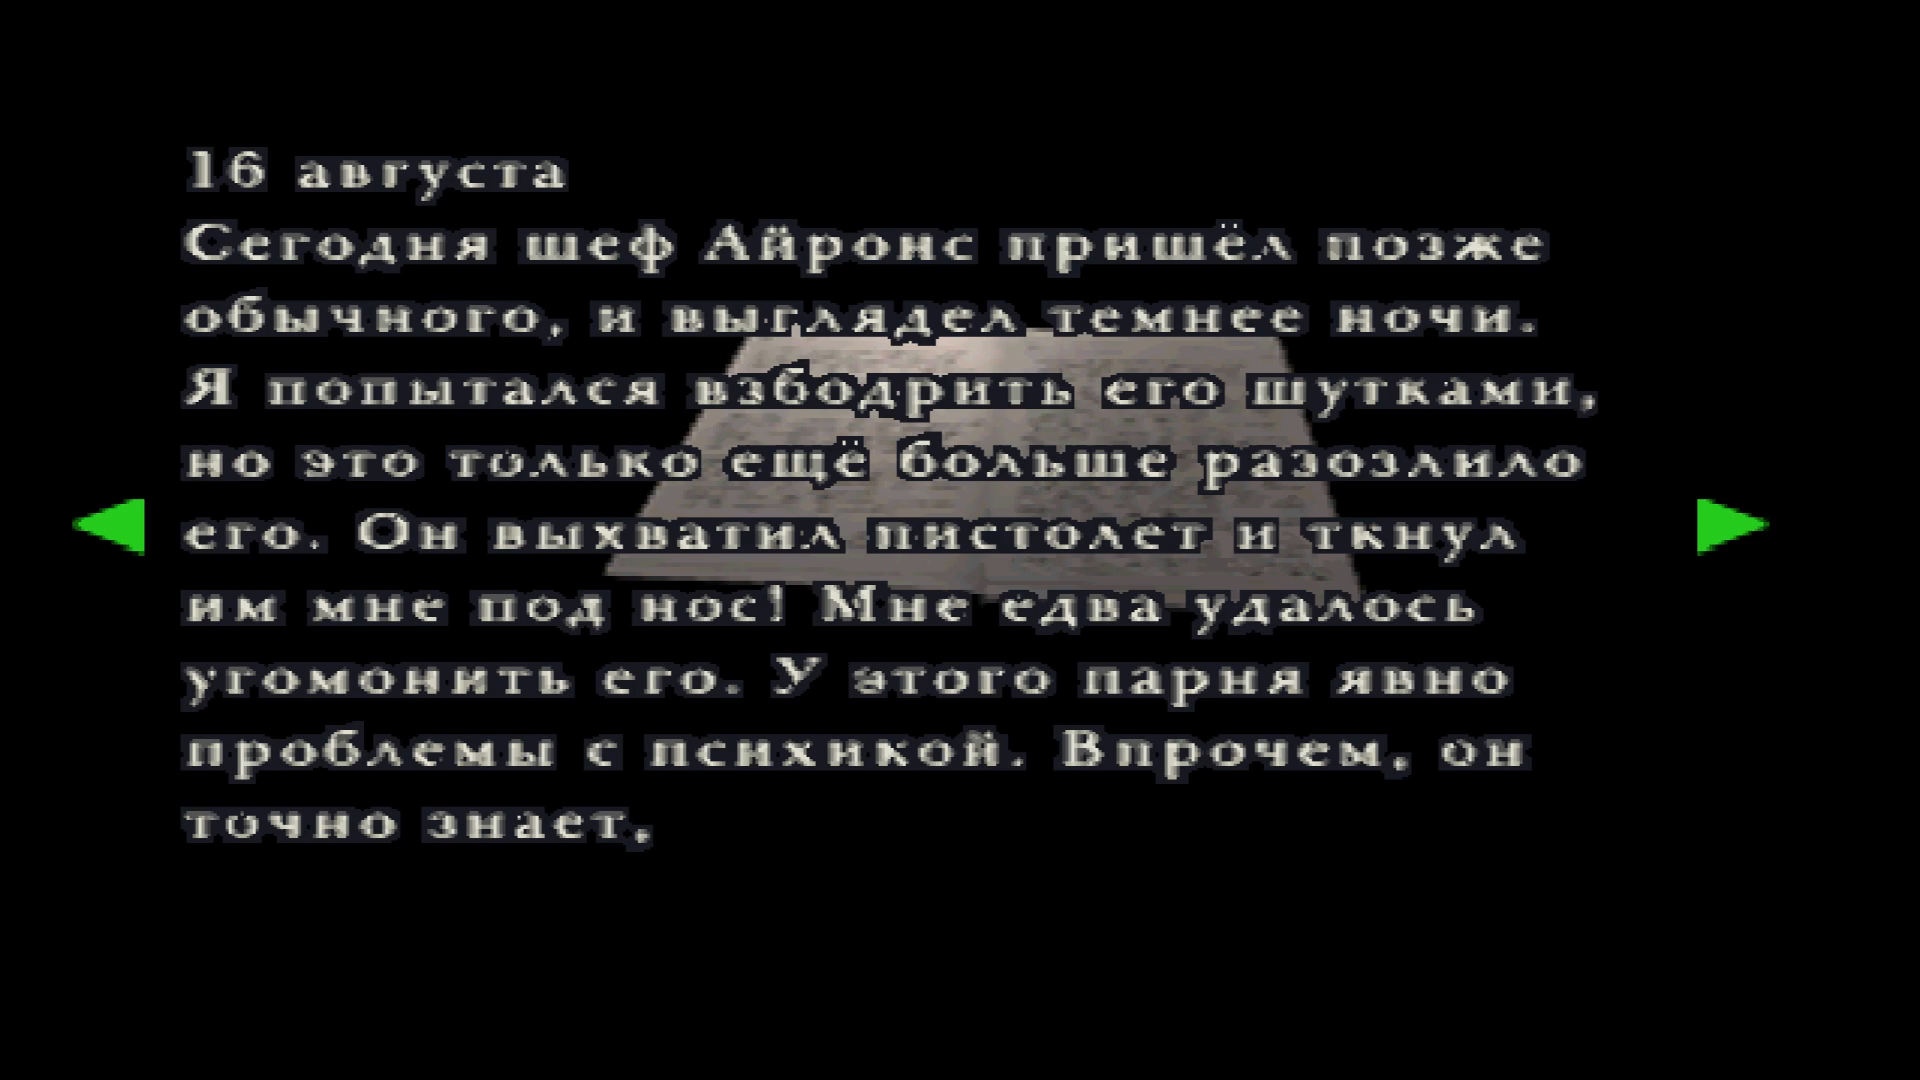 16 августа
Сегодня шеф Айронс пришёл позже
обычного, и выглядел темнее ночи.
Я попытался взбодрить его шутками,
но это только ещё больше разозлило
его. Он выхватил пистолет и ткнул
им мне под нос! Мне едва удалось
угомонить его. У этого парня явно
проблемы с психикой. Впрочем, он
точно знает,